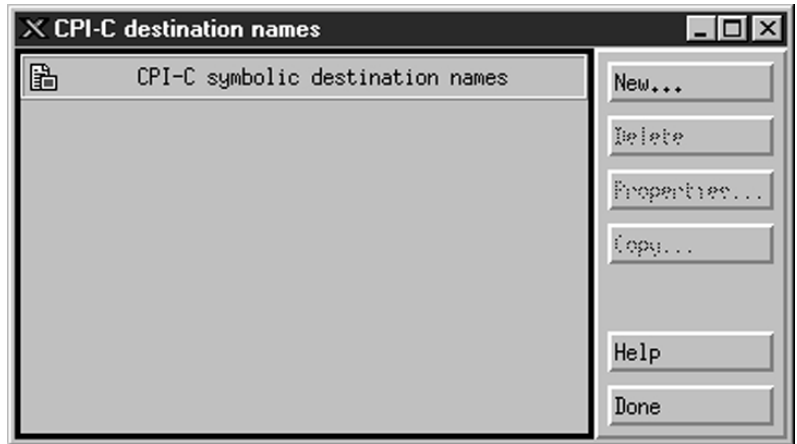 CPI-C destination names
CPI-C symbolic destination names
New...
Delete
Properties...
Copy...
Help
Done